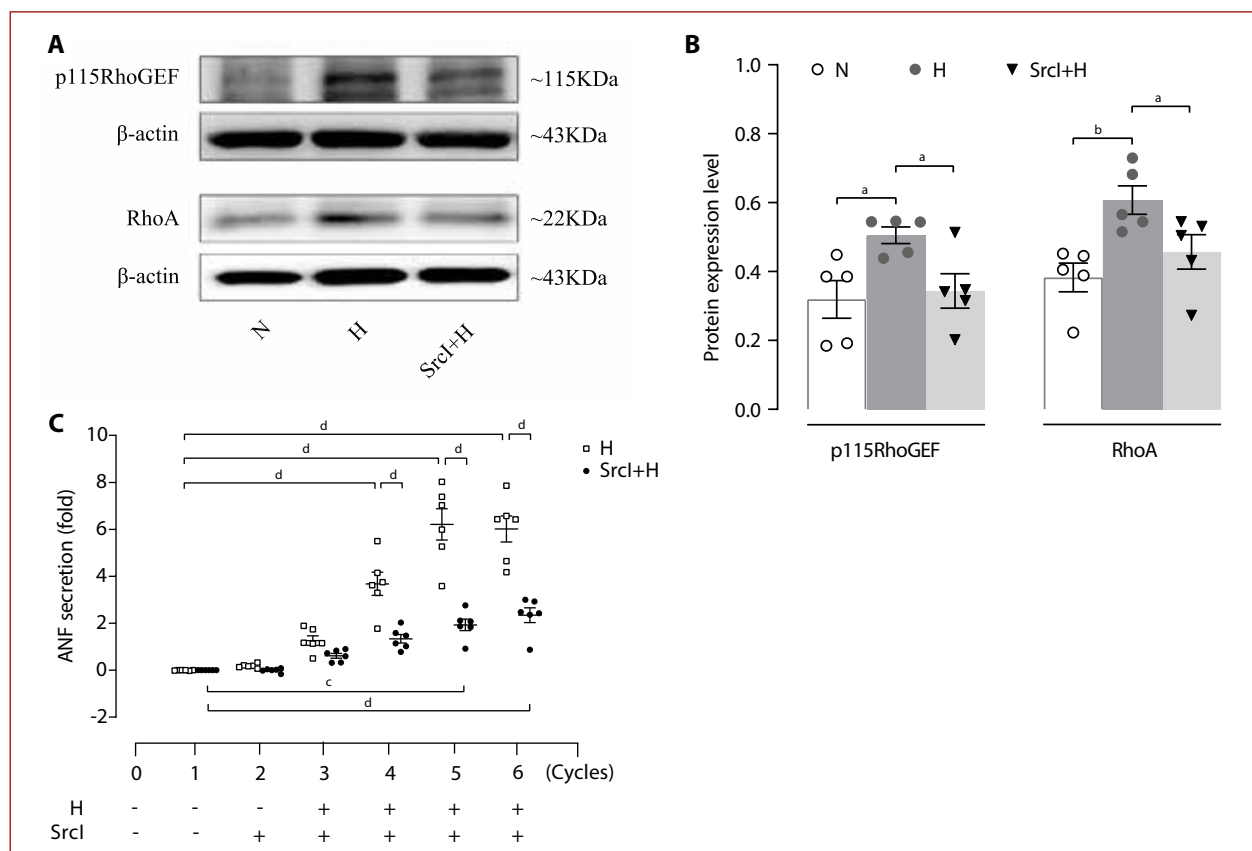 A
p115RhoGEF
~115KDa
β-actin
~43KDa
RhoA
~22KDa
β-actin
~43KDa
N
H
SrcI+H
B
N
H
SrcI+H
Protein expression level
1.0
0.8
0.6
0.4
0.2
0.0
a
a
b
a
p115RhoGEF
RhoA
C
H
SrcI+H
ANF secretion (fold)
10
8
6
4
2
0
-2
d
d
d
d
d
d
c
d
0 1 2 3 4 5 6 (Cycles)
H - - - + + + +
SrcI - - + + + + +